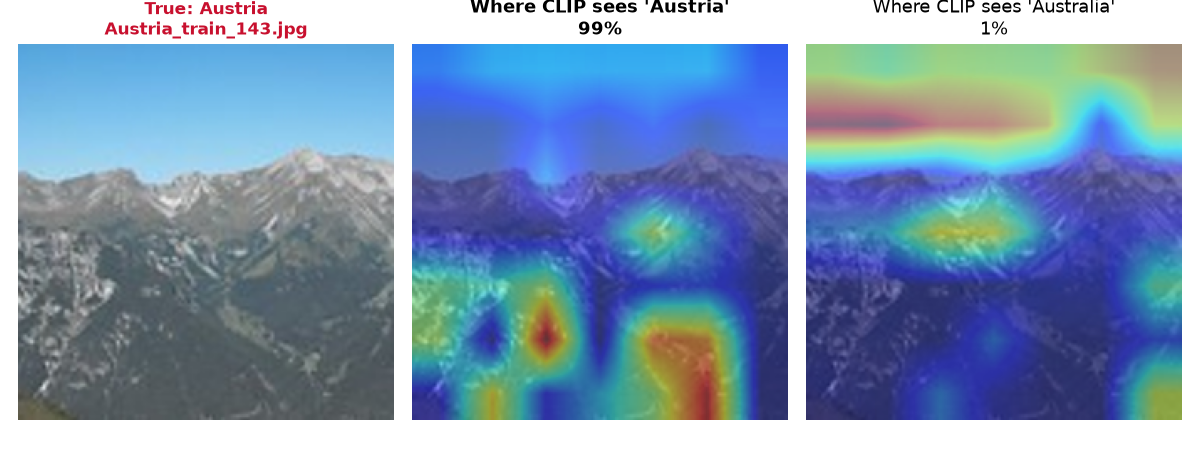 True: Austria
Austria_train_143.jpg
Where CLIP sees 'Austria'
99%
Where CLIP sees 'Australia'
1%